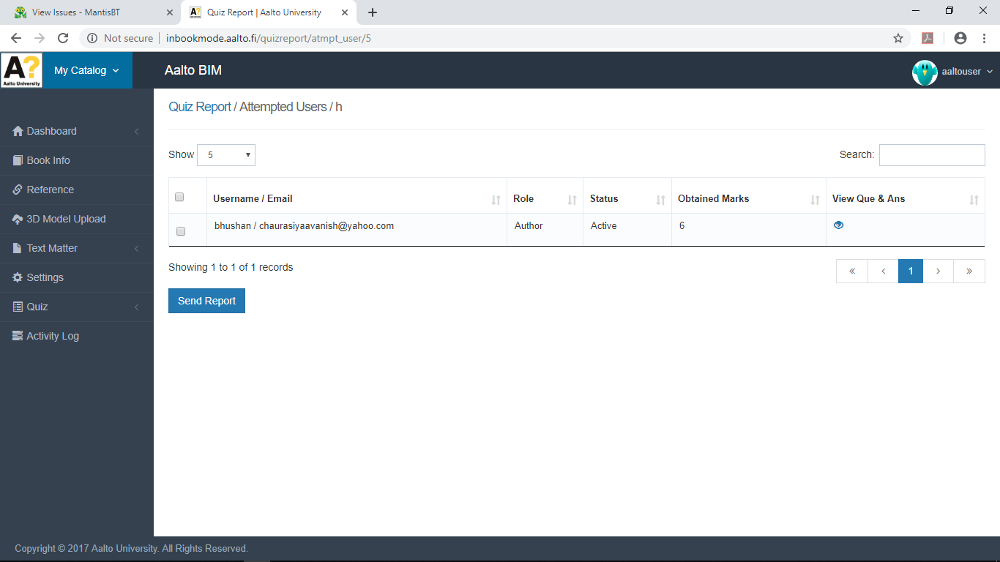 View Issues - MantisBT
Quiz Report | Aalto University
Not secure
inbookmode.aalto.fi/quizreport/atmpt_user/5
A?
Aalto University
My Catalog
Aalto BIM
aaltouser
Dashboard
Book Info
Reference
3D Model Upload
Text Matter
Settings
Quiz
Activity Log
Quiz Report / Attempted Users / h
Show 5
Search:
Username / Email Role Status Obtained Marks View Que & Ans
bhushan / chaurasiyaavanish@yahoo.com Author Active 6
Showing 1 to 1 of 1 records
« ‹ 1 › »
Send Report
Copyright © 2017 Aalto University. All Rights Reserved.